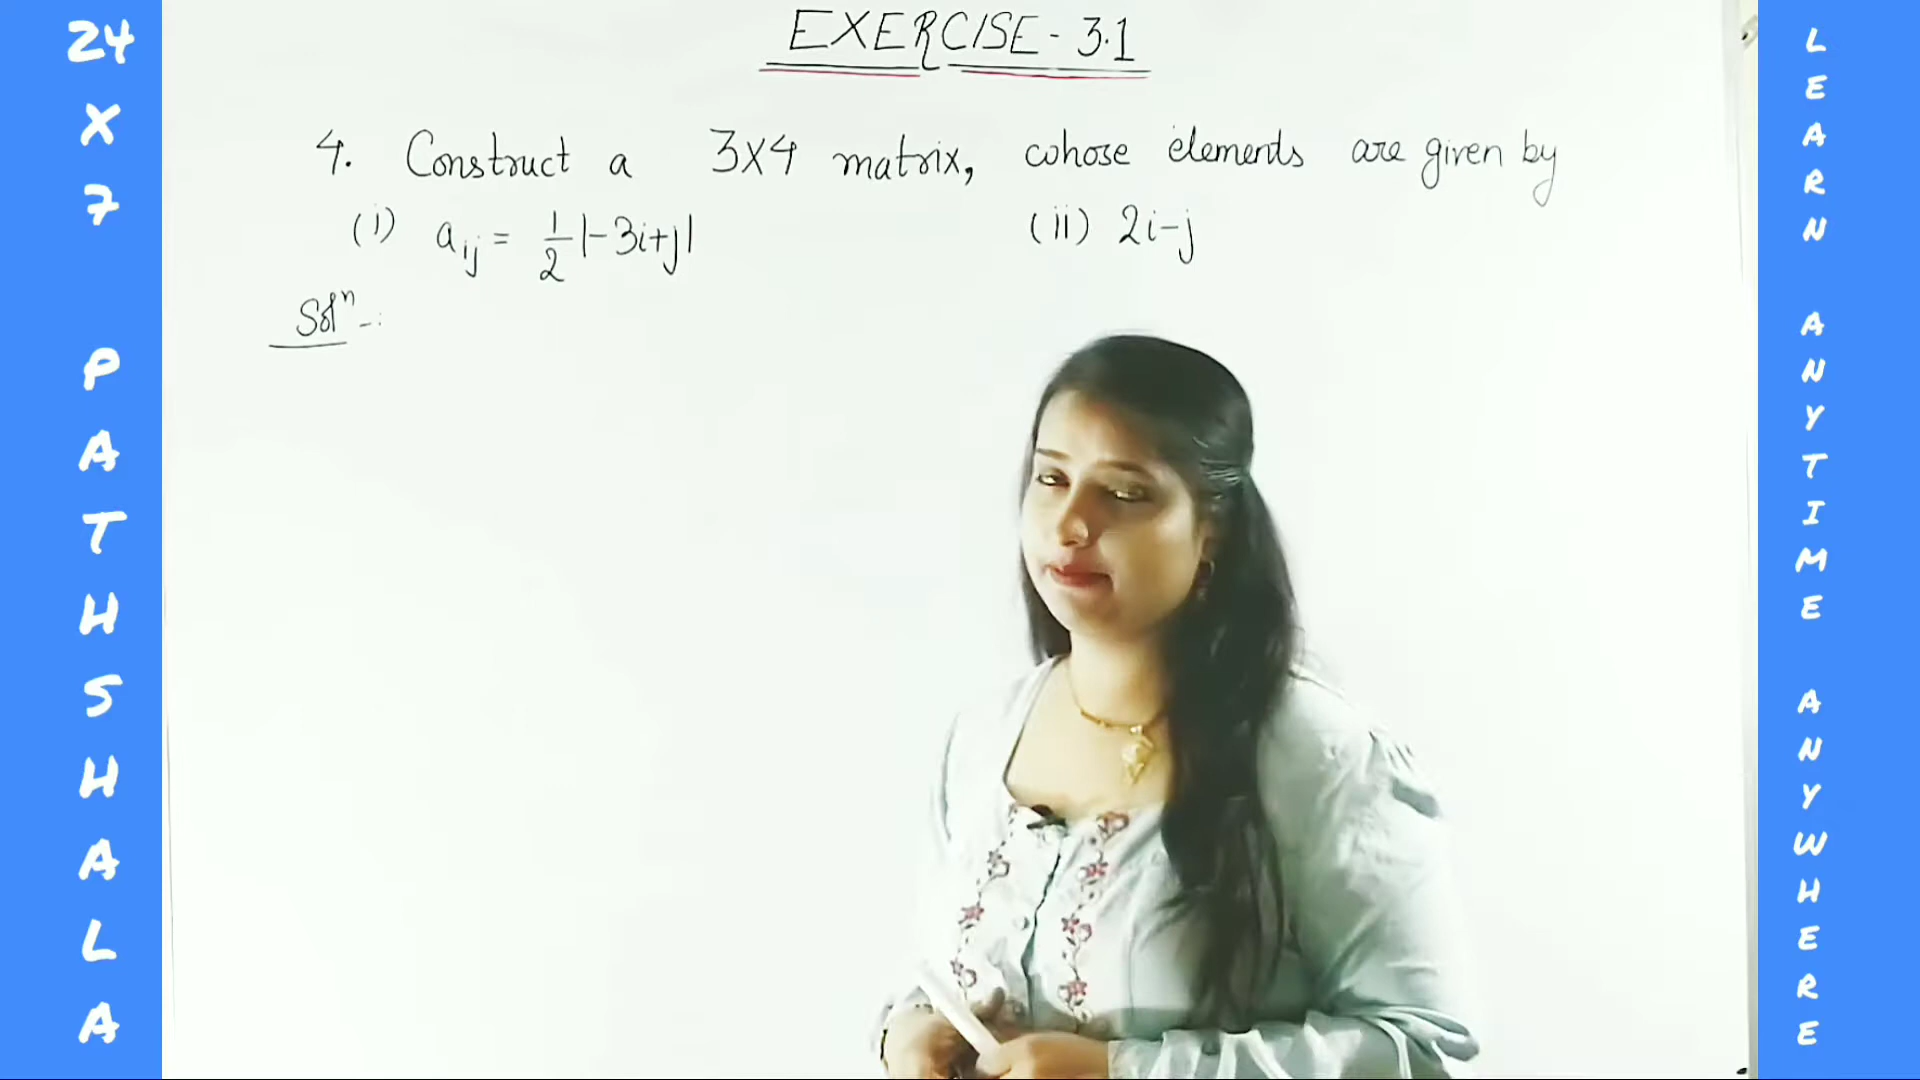 24 X 7 PATHSHALA
EXERCISE - 3.1
4. Construct a 3X4 matrix, whose elements are given by
(i) aij = 1/2 |-3i+j| (ii) 2i-j
Solⁿ -:
LEARN ANYTIME ANYWHERE